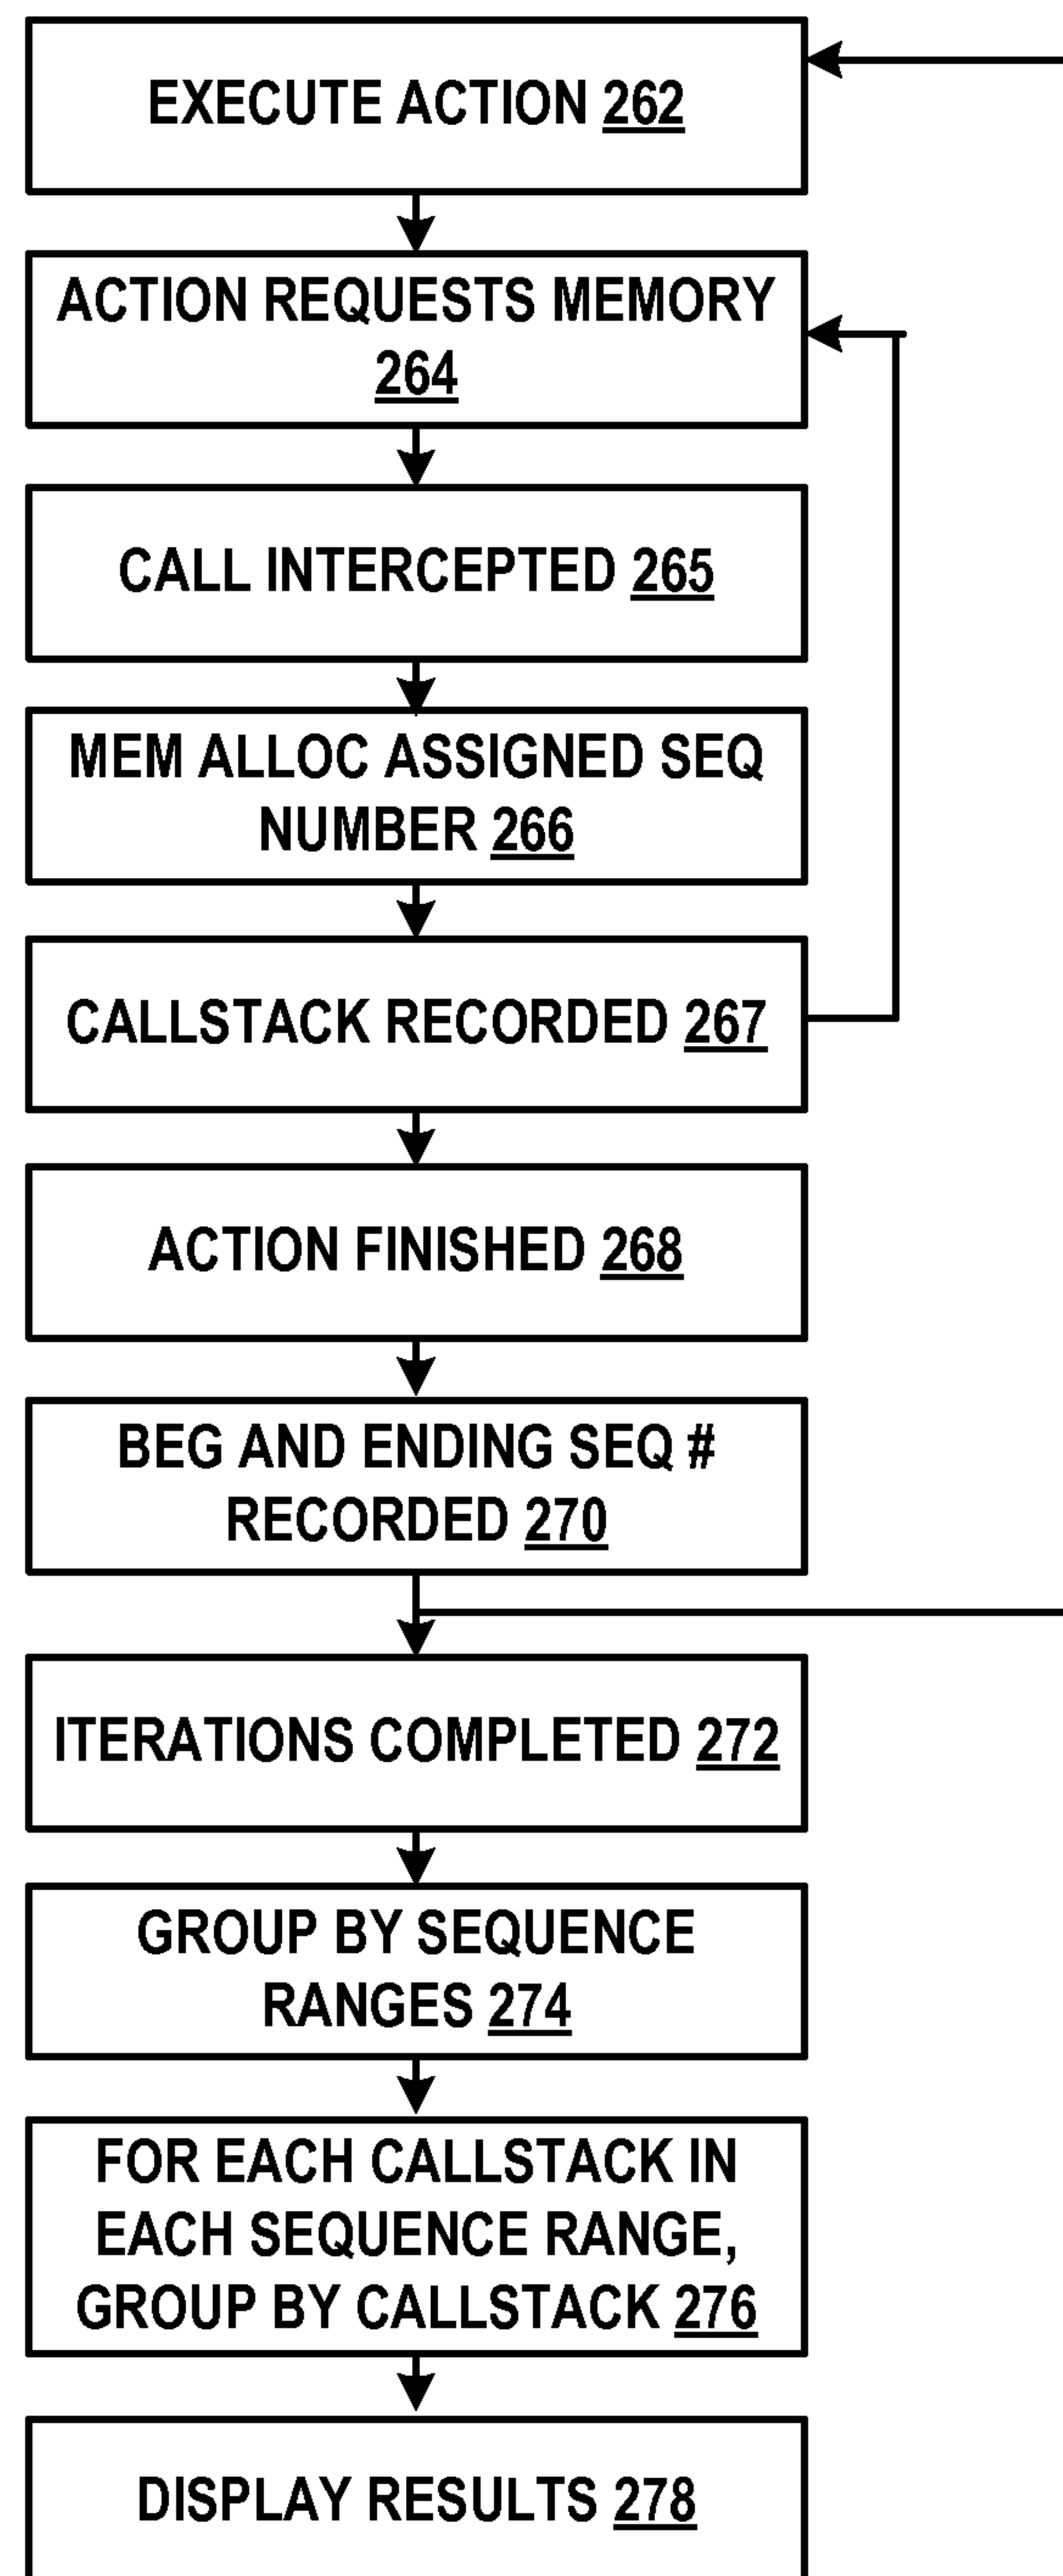 EXECUTE ACTION 262
ACTION REQUESTS MEMORY
264
CALL INTERCEPTED 265
MEM ALLOC ASSIGNED SEQ
NUMBER 266
CALLSTACK RECORDED 267
ACTION FINISHED 268
BEG AND ENDING SEQ #
RECORDED 270
ITERATIONS COMPLETED 272
GROUP BY SEQUENCE
RANGES 274
FOR EACH CALLSTACK IN
EACH SEQUENCE RANGE,
GROUP BY CALLSTACK 276
DISPLAY RESULTS 278